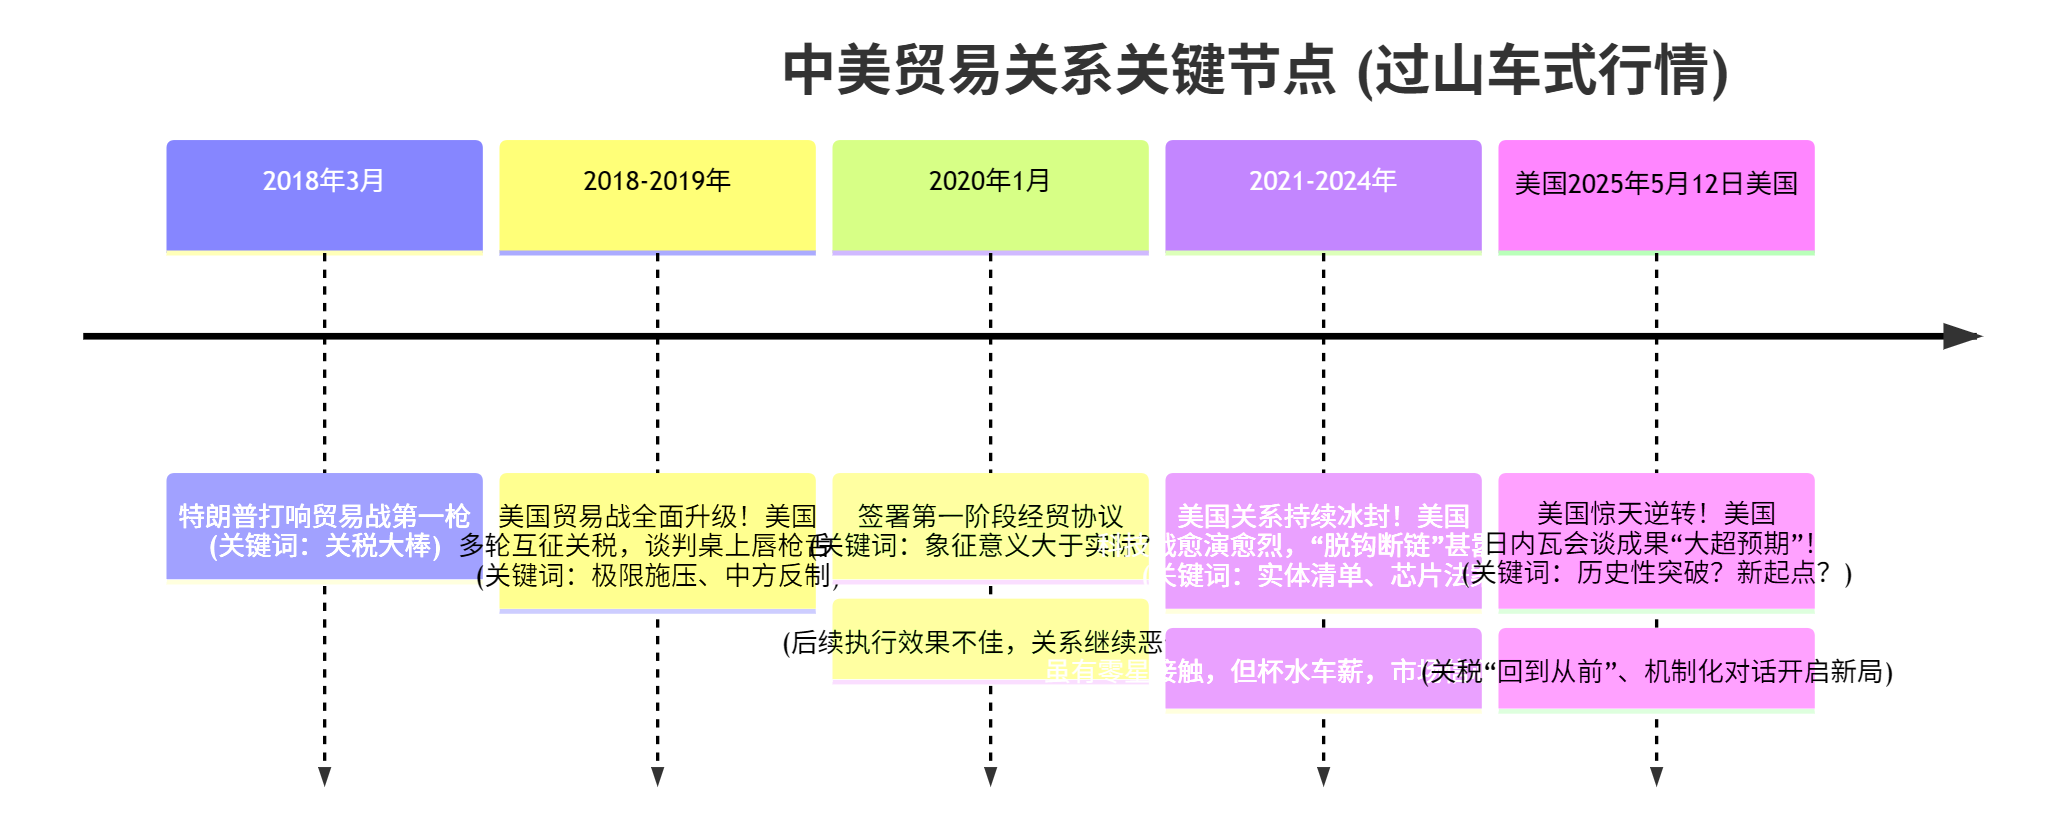 中美贸易关系关键节点 (过山车式行情)
2018年3月
2018-2019年
2020年1月
2021-2024年
美国2025年5月12日美国
特朗普打响贸易战第一枪
(关键词：关税大棒)
美国贸易战全面升级！美国
多轮互征关税，谈判桌上唇枪舌
(关键词：极限施压、中方反制
签署第一阶段经贸协议
(关键词：象征意义大于实际？
(后续执行效果不佳，关系继续恶
美国关系持续冰封！美国
科技战愈演愈烈，“脱钩断链”甚
(关键词：实体清单、芯片法
虽有零星接触，但杯水车薪，市场
美国惊天逆转！美国
日内瓦会谈成果“大超预期”！
(关键词：历史性突破？新起点？)
(关税“回到从前”、机制化对话开启新局)